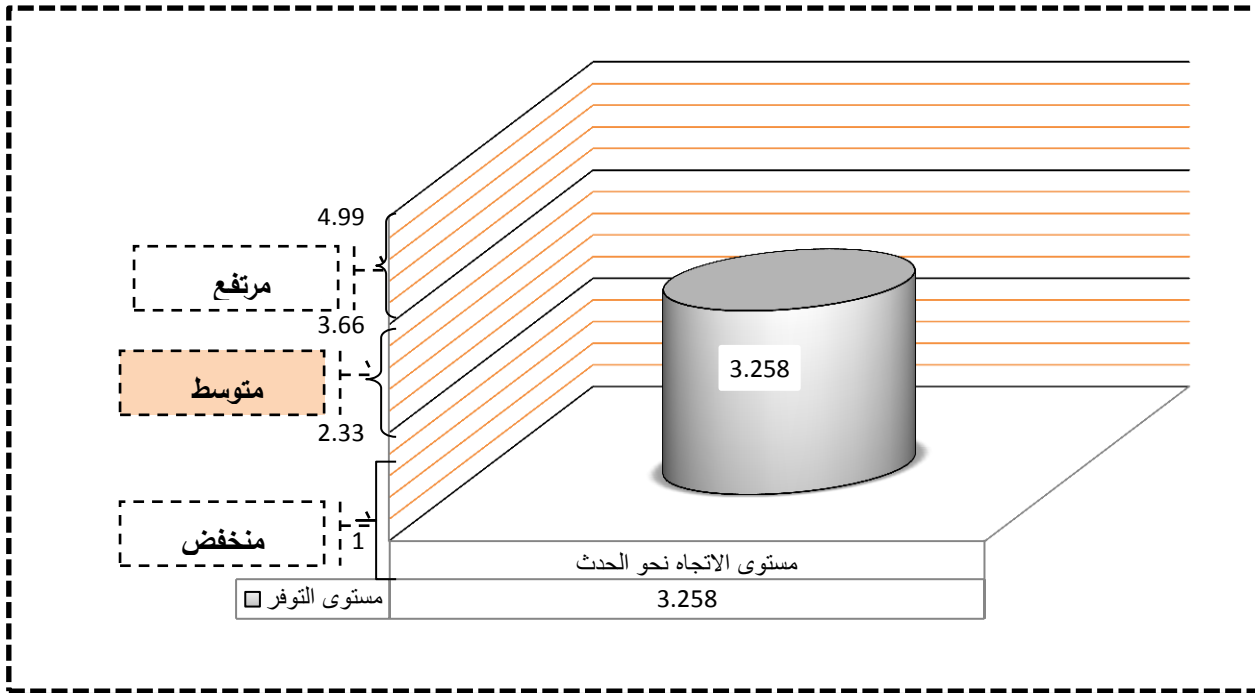 4.99
مرتفع
3.66
متوسط
3.258
2.33
منخفض
1
مستوى الاتجاه نحو الحدث
مستوى التوفر
3.258